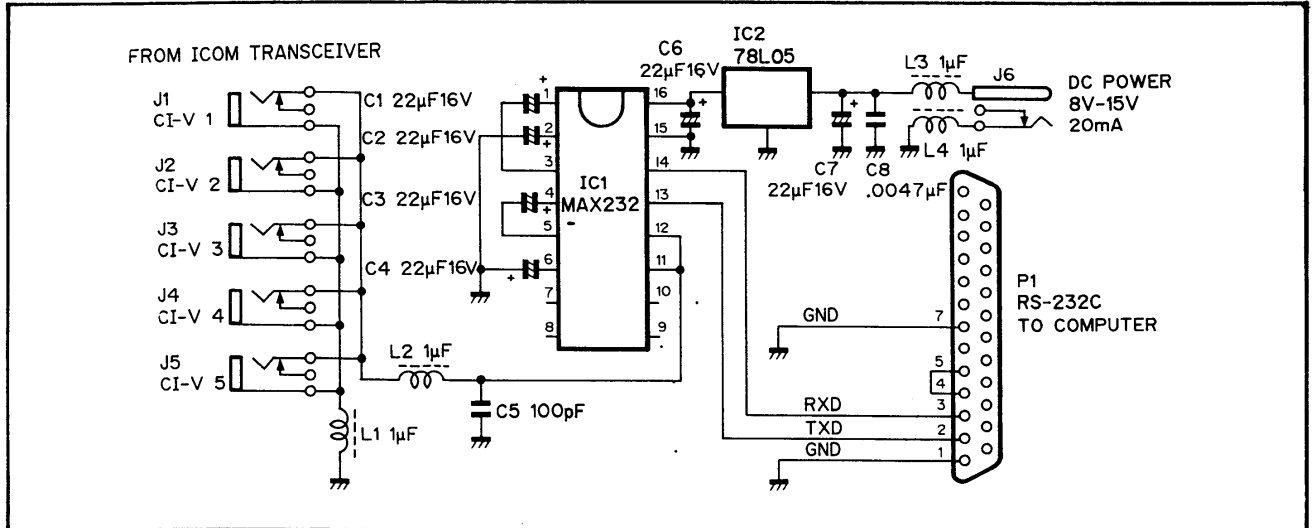 FROM ICOM TRANSCEIVER
J1
CI-V 1
J2
CI-V 2
J3
CI-V 3
J4
CI-V 4
J5
CI-V 5
C1 22µF16V
C2 22µF16V
C3 22µF16V
C4 22µF16V
L2 1µF
C5 100pF
L1 1µF
+
1
2
+
3
4
+
5
-
+
6
7
8
IC1
MAX232
16
15
14
13
12
11
10
9
C6
22µF16V
+
IC2
78L05
+
C7
22µF16V
C8
.0047µF
L3 1µF
L4 1µF
J6
DC POWER
8V-15V
20mA
P1
RS-232C
TO COMPUTER
GND
7
5
4
RXD
3
TXD
2
GND
1